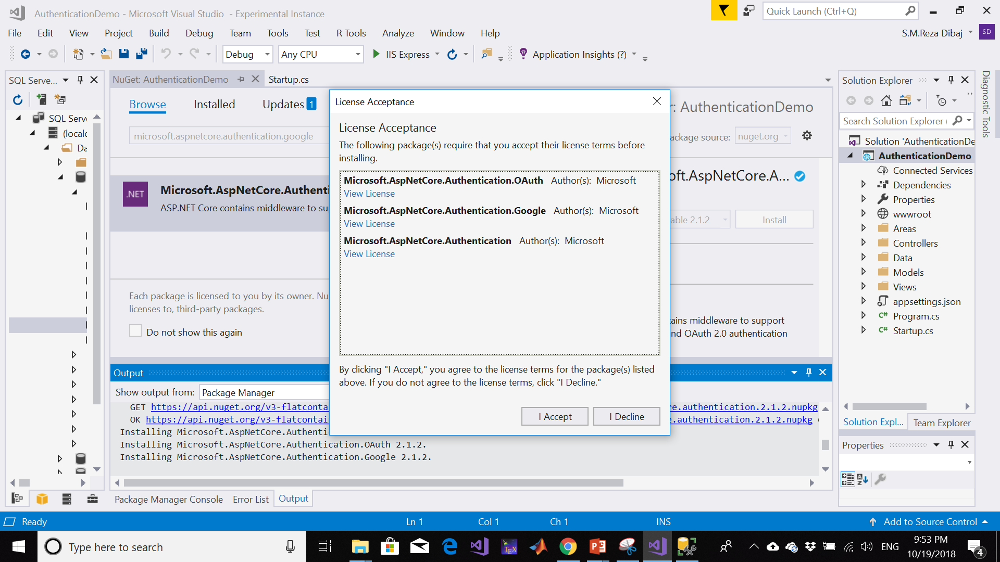 AuthenticationDemo - Microsoft Visual Studio - Experimental Instance
Quick Launch (Ctrl+Q)
File Edit View Project Build Debug Team Tools Test R Tools Analyze Window Help
S.M.Reza Dibaj SD
Debug Any CPU IIS Express Application Insights (?)
SQL Serve...
SQL Serv
(localc
Da
NuGet: AuthenticationDemo Startup.cs
Browse Installed Updates 1
: AuthenticationDemo
microsoft.aspnetcore.authentication.google
ackage source: nuget.org
.NET
Microsoft.AspNetCore.Authenti
ASP.NET Core contains middleware to su
oft.AspNetCore.A...
able 2.1.2 Install
Each package is licensed to you by its owner. Nu
licenses to, third-party packages.
Do not show this again
ains middleware to support
nd OAuth 2.0 authentication
License Acceptance
License Acceptance
The following package(s) require that you accept their license terms before
installing.
Microsoft.AspNetCore.Authentication.OAuth Author(s): Microsoft
View License
Microsoft.AspNetCore.Authentication.Google Author(s): Microsoft
View License
Microsoft.AspNetCore.Authentication Author(s): Microsoft
View License
By clicking "I Accept," you agree to the license terms for the package(s) listed
above. If you do not agree to the license terms, click "I Decline."
I Accept I Decline
Output
Show output from: Package Manager
GET https://api.nuget.org/v3-flatconta
e.authentication.2.1.2.nupkg
OK https://api.nuget.org/v3-flatcontai
.authentication.2.1.2.nupkg
Installing Microsoft.AspNetCore.Authentic
Installing Microsoft.AspNetCore.Authentication.OAuth 2.1.2.
Installing Microsoft.AspNetCore.Authentication.Google 2.1.2.
Package Manager Console Error List Output
Solution Explorer
Search Solution Explorer (
Solution 'AuthenticationDe
AuthenticationDemo
Connected Services
Dependencies
Properties
wwwroot
Areas
Controllers
Data
Models
Views
appsettings.json
C# Program.cs
C# Startup.cs
Solution Expl... Team Explorer
Properties
Diagnostic Tools
Ready Ln 1 Col 1 Ch 1 INS Add to Source Control
Type here to search
TEX
ENG
9:53 PM
10/19/2018
4